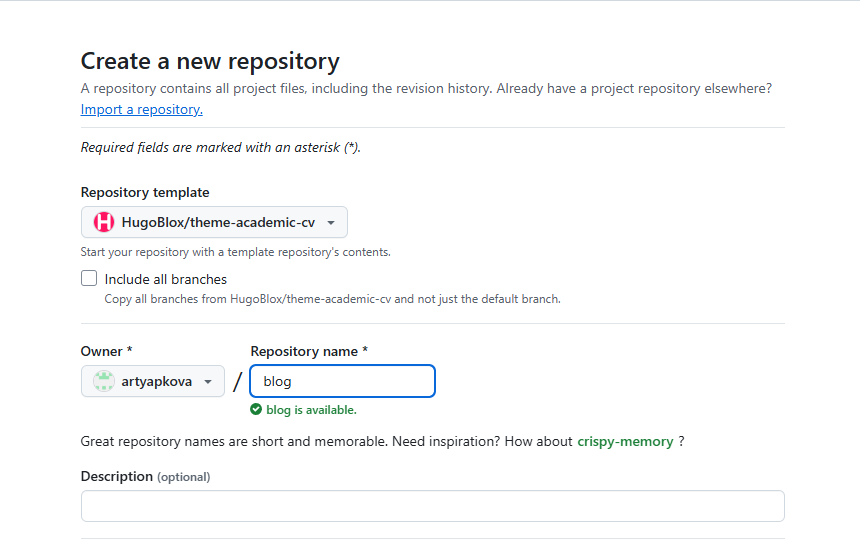 Create a new repository
A repository contains all project files, including the revision history. Already have a project repository elsewhere?
Import a repository.
Required fields are marked with an asterisk (*).
Repository template
HugoBlox/theme-academic-cv
Start your repository with a template repository's contents.
Include all branches
Copy all branches from HugoBlox/theme-academic-cv and not just the default branch.
Owner * Repository name *
artyapkova / blog
blog is available.
Great repository names are short and memorable. Need inspiration? How about crispy-memory ?
Description (optional)